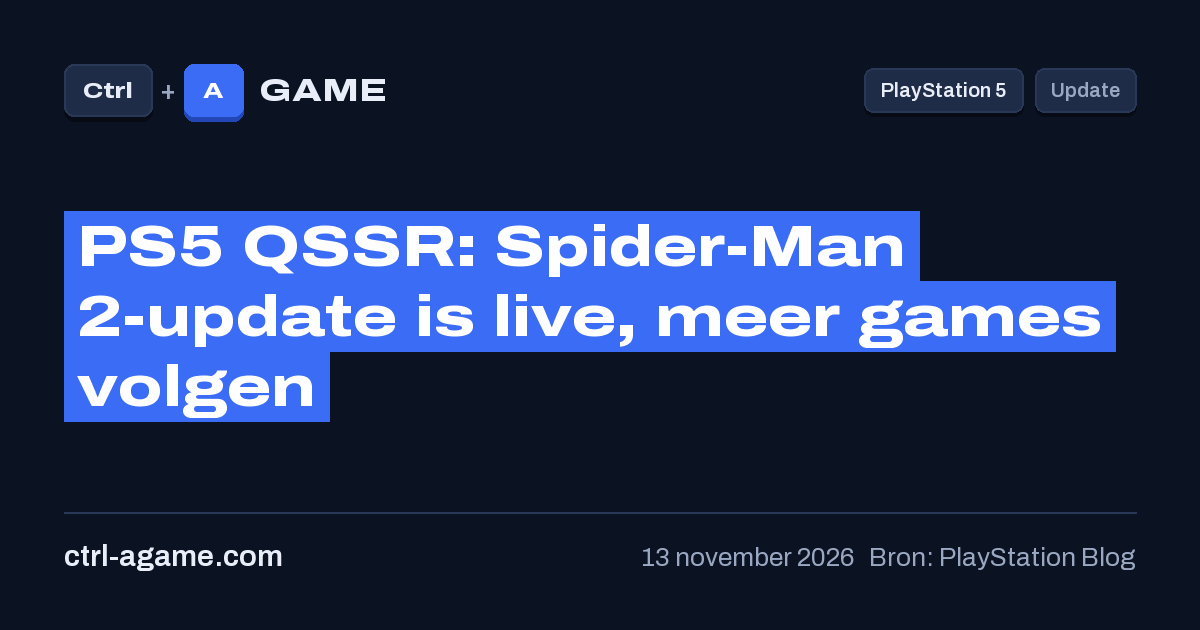 Ctrl + A GAME
PlayStation 5 Update
PS5 QSSR: Spider-Man
2-update is live, meer games
volgen
ctrl-agame.com
13 november 2026 Bron: PlayStation Blog